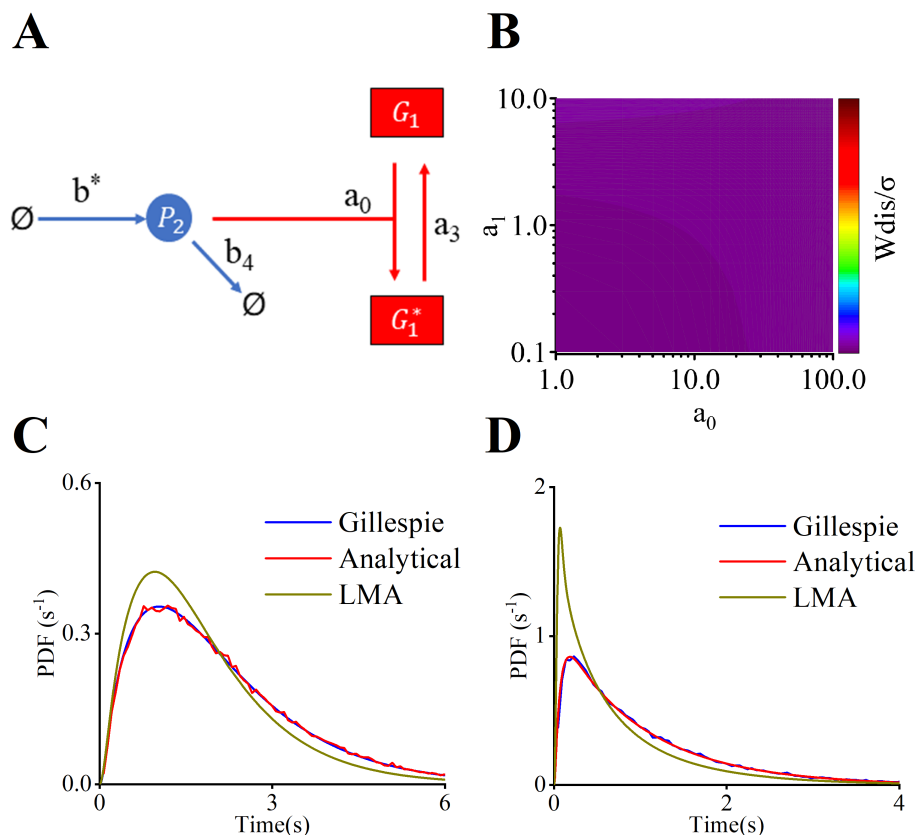 A
G₁
b*
Ø
P₂
a₀
a₃
b₄
Ø
G₁*
B
10.0
1.0
0.1
a₁
1.0
10.0
100.0
a₀
Wdis/σ
C
0.6
0.3
0.0
PDF (s⁻¹)
Gillespie
Analytical
LMA
0
3
6
Time(s)
D
2
1
0
PDF (s⁻¹)
Gillespie
Analytical
LMA
0
2
4
Time(s)